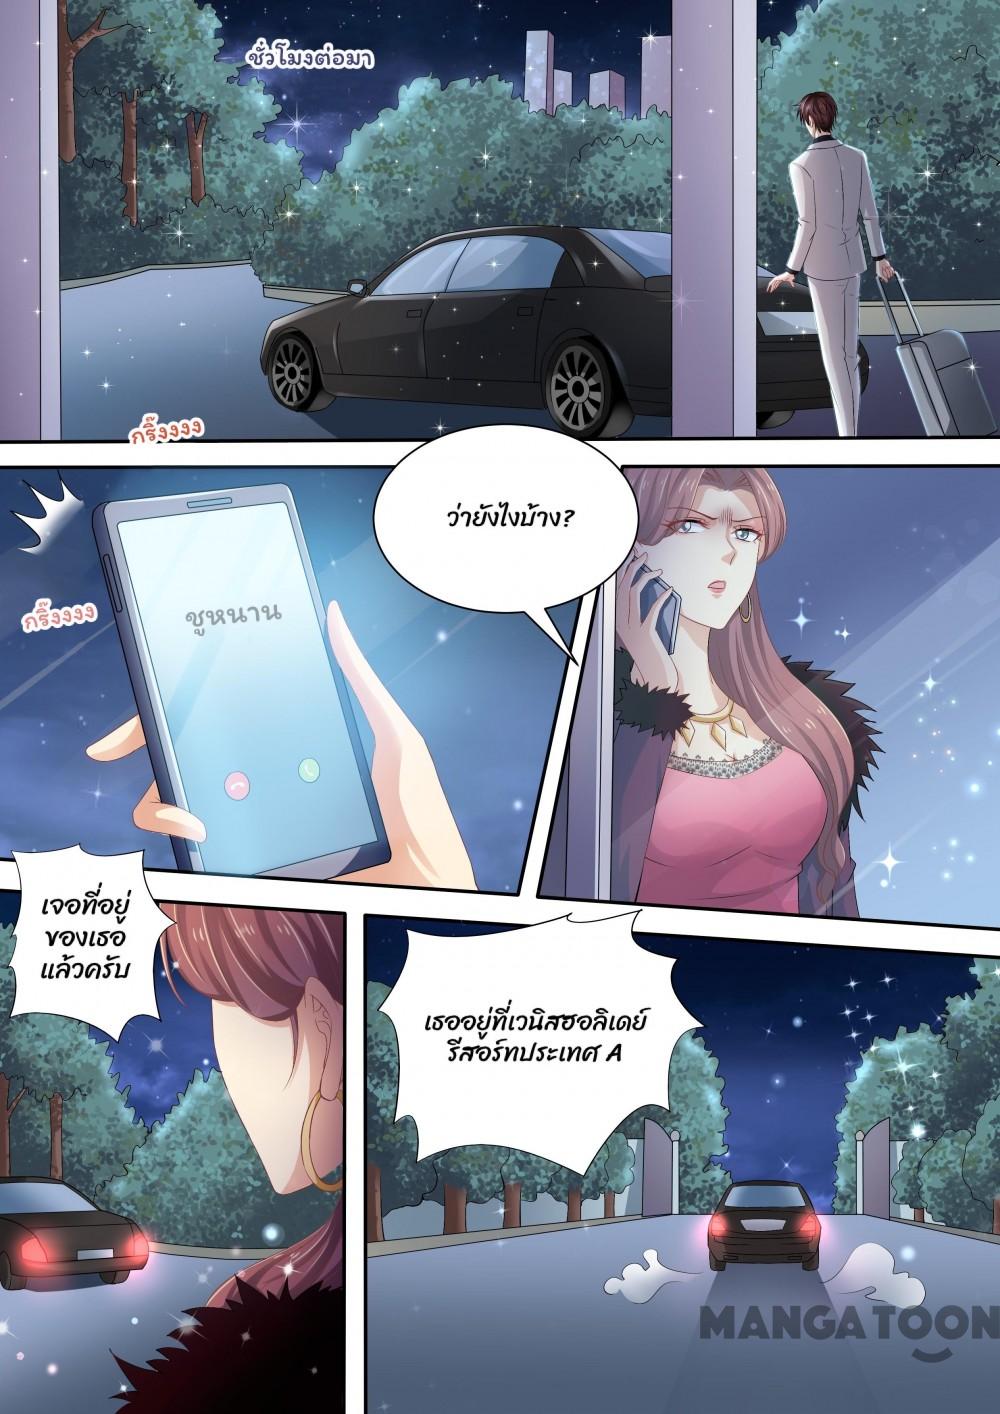 ชั่วโมงต่อมา
กริ๊งงงง
ว่ายังไงบ้าง?
ชูหนาน
กริ๊งงงง
เจอที่อยู่
ของเธอ
แล้วครับ
เธออยู่ที่เวนิสฮอลิเดย์
รีสอร์ทประเทศ A
MANGATOON